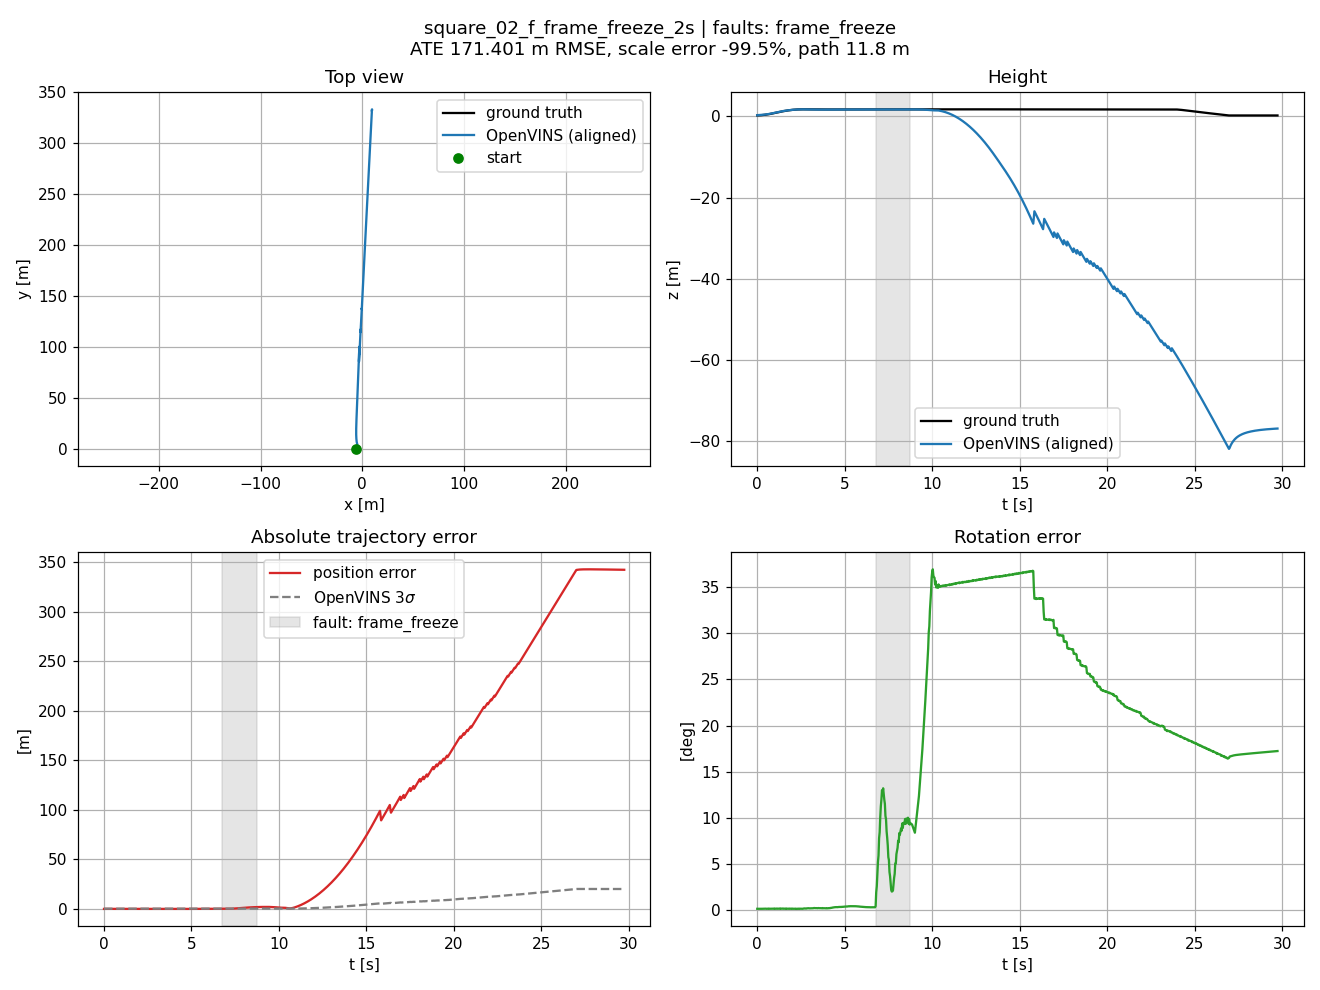 square_02_f_frame_freeze_2s | faults: frame_freeze
ATE 171.401 m RMSE, scale error -99.5%, path 11.8 m
Top view
350
300
250
200
150
100
50
0
y [m]
−200
−100
0
100
200
x [m]
ground truth
OpenVINS (aligned)
start
Height
0
−20
−40
−60
−80
z [m]
0
5
10
15
20
25
30
t [s]
ground truth
OpenVINS (aligned)
Absolute trajectory error
350
300
250
200
150
100
50
0
[m]
0
5
10
15
20
25
30
t [s]
position error
OpenVINS 3σ
fault: frame_freeze
Rotation error
35
30
25
20
15
10
5
0
[deg]
0
5
10
15
20
25
30
t [s]